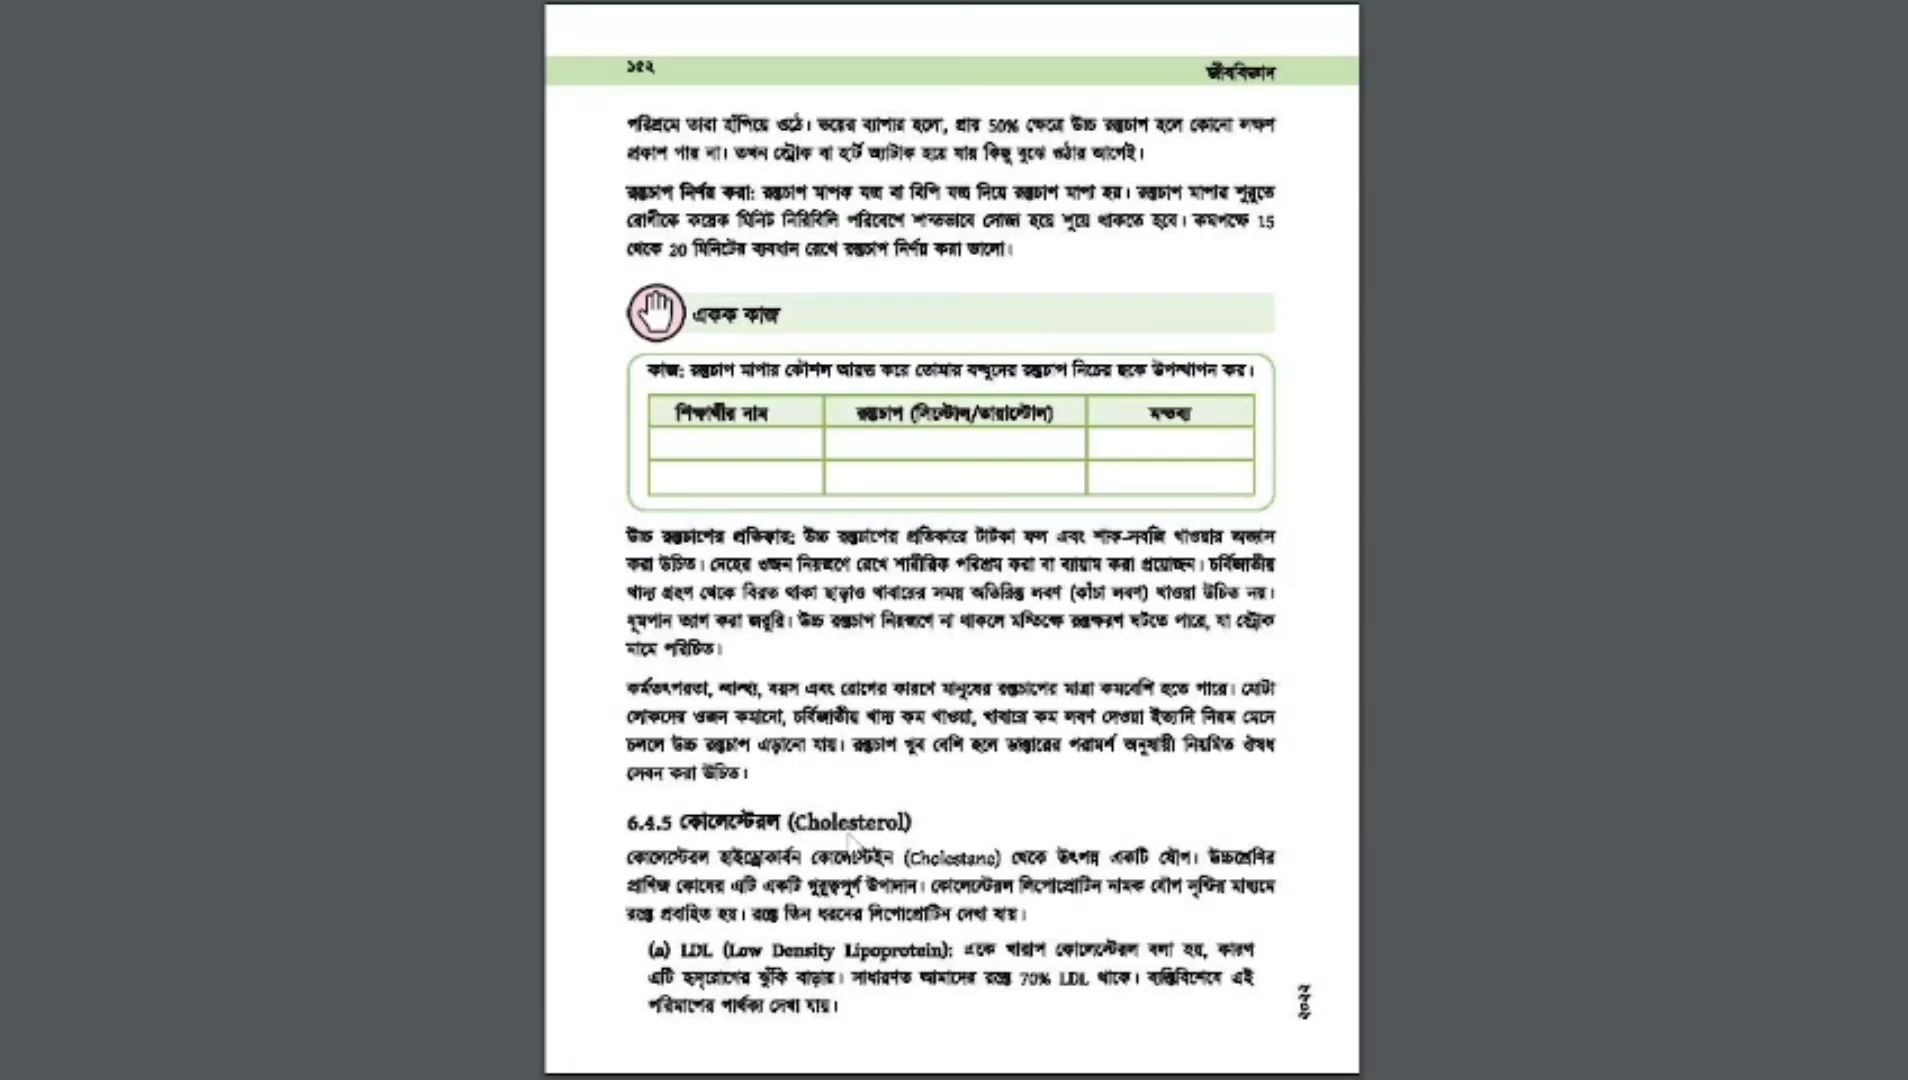 ১৫২
জীববিজ্ঞান
পরিশ্রমে তারা হাঁপিয়ে ওঠে। ভয়ের ব্যাপার হলো, প্রায় 50% ক্ষেত্রে উচ্চ রক্তচাপ হলে কোনো লক্ষণ
প্রকাশ পায় না। তখন স্ট্রোক বা হার্ট অ্যাটাক হয়ে যায় কিছু বুঝে ওঠার আগেই।
রক্তচাপ নির্ণয় করা: রক্তচাপ মাপক যন্ত্র বা বিপি যন্ত্র দিয়ে রক্তচাপ মাপা হয়। রক্তচাপ মাপার শুরুতে
রোগীকে কয়েক মিনিট নিরিবিলি পরিবেশে শান্তভাবে সোজা হয়ে শুয়ে থাকতে হবে। কমপক্ষে 15
থেকে 20 মিনিটের ব্যবধান রেখে রক্তচাপ নির্ণয় করা ভালো।
একক কাজ
কাজ: রক্তচাপ মাপার কৌশল আয়ত্ত করে তোমার বন্ধুদের রক্তচাপ নিচের ছকে উপস্থাপন কর।
শিক্ষার্থীর নাম
রক্তচাপ (সিস্টোল/ডায়াস্টোল)
মন্তব্য
উচ্চ রক্তচাপের প্রতিকার: উচ্চ রক্তচাপের প্রতিকারে টাটকা ফল এবং শাক-সবজি খাওয়ার অভ্যাস
করা উচিত। দেহের ওজন নিয়ন্ত্রণে রেখে শারীরিক পরিশ্রম করা বা ব্যায়াম করা প্রয়োজন। চর্বিজাতীয়
খাদ্য গ্রহণ থেকে বিরত থাকা ছাড়াও খাবারের সময় অতিরিক্ত লবণ (কাঁচা লবণ) খাওয়া উচিত নয়।
ধূমপান ত্যাগ করা জরুরি। উচ্চ রক্তচাপ নিয়ন্ত্রণে না থাকলে মস্তিষ্কে রক্তক্ষরণ ঘটতে পারে, যা স্ট্রোক
নামে পরিচিত।
কর্মতৎপরতা, স্বাস্থ্য, বয়স এবং রোগের কারণে মানুষের রক্তচাপের মাত্রা কমবেশি হতে পারে। মোটা
লোকদের ওজন কমানো, চর্বিজাতীয় খাদ্য কম খাওয়া, খাবারে কম লবণ দেওয়া ইত্যাদি নিয়ম মেনে
চললে উচ্চ রক্তচাপ এড়ানো যায়। রক্তচাপ খুব বেশি হলে ডাক্তারের পরামর্শ অনুযায়ী নিয়মিত ঔষধ
সেবন করা উচিত।
6.4.5 কোলেস্টেরল (Cholesterol)
কোলেস্টেরল হাইড্রোকার্বন কোলেস্টেইন (Cholestane) থেকে উৎপন্ন একটি যৌগ। উচ্চশ্রেণির
প্রাণিজ কোষের এটি একটি গুরুত্বপূর্ণ উপাদান। কোলেস্টেরল লিপোপ্রোটিন নামক যৌগ সৃষ্টির মাধ্যমে
রক্তে প্রবাহিত হয়। রক্তে তিন ধরনের লিপোপ্রোটিন দেখা যায়।
(a) LDL (Low Density Lipoprotein): একে খারাপ কোলেস্টেরল বলা হয়, কারণ
এটি হৃদ্‌রোগের ঝুঁকি বাড়ায়। সাধারণত আমাদের রক্তে 70% LDL থাকে। ব্যক্তিবিশেষে এই
পরিমাণের পার্থক্য দেখা যায়।